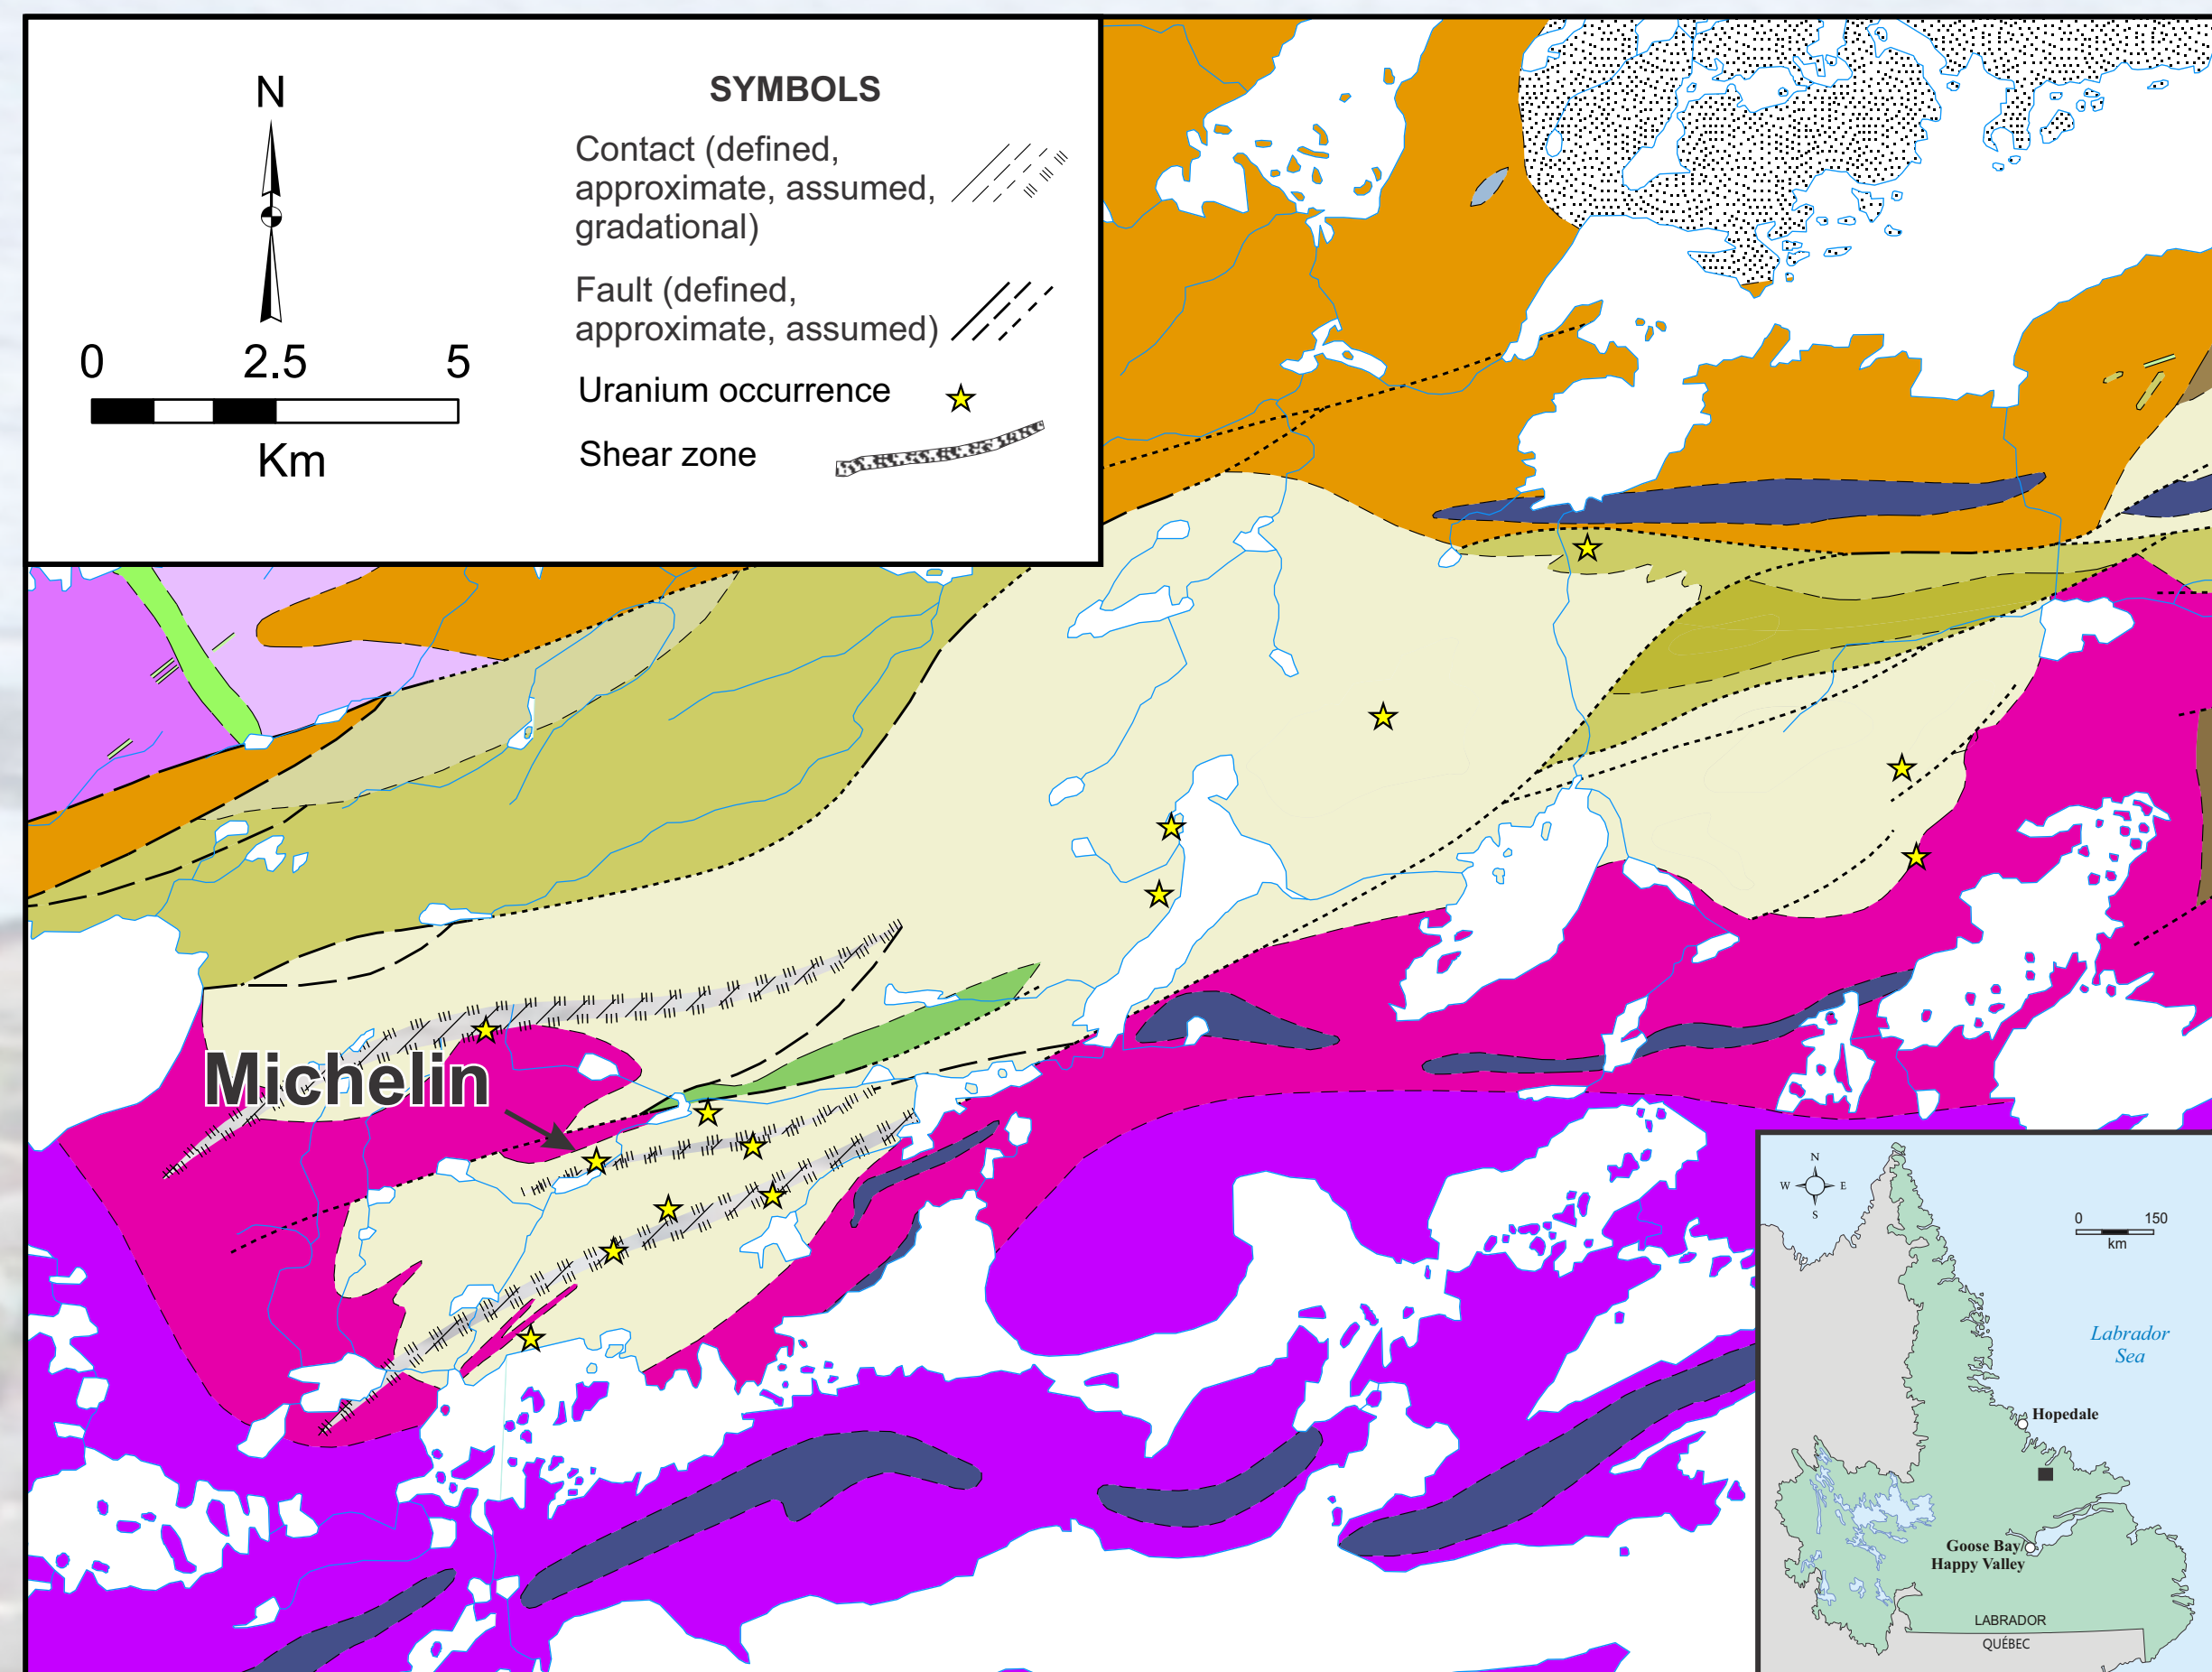 N
0 2.5 5
Km
SYMBOLS
Contact (defined,
approximate, assumed,
gradational)
Fault (defined,
approximate, assumed)
Uranium occurrence
Shear zone
Michelin
N
W E
S
0 150
km
Labrador
Sea
Hopedale
Goose Bay/
Happy Valley
LABRADOR
QUÉBEC